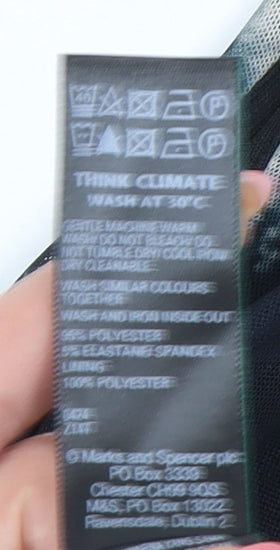 40
P
P
THINK CLIMATE
WASH AT 30°C
GENTLE MACHINE WARM
WASH/ DO NOT BLEACH/ DO
NOT TUMBLE DRY/ COOL IRON/
DRY CLEANABLE.
WASH SIMILAR COLOURS
TOGETHER
WASH AND IRON INSIDE OUT
95% POLYESTER
5% ELASTANE/ SPANDEX
LINING
100% POLYESTER
0474
© Marks and Spencer plc
PO Box 3339
Chester CH99 9QS
M&S, PO Box 13022
Ravensdale, Dublin 2